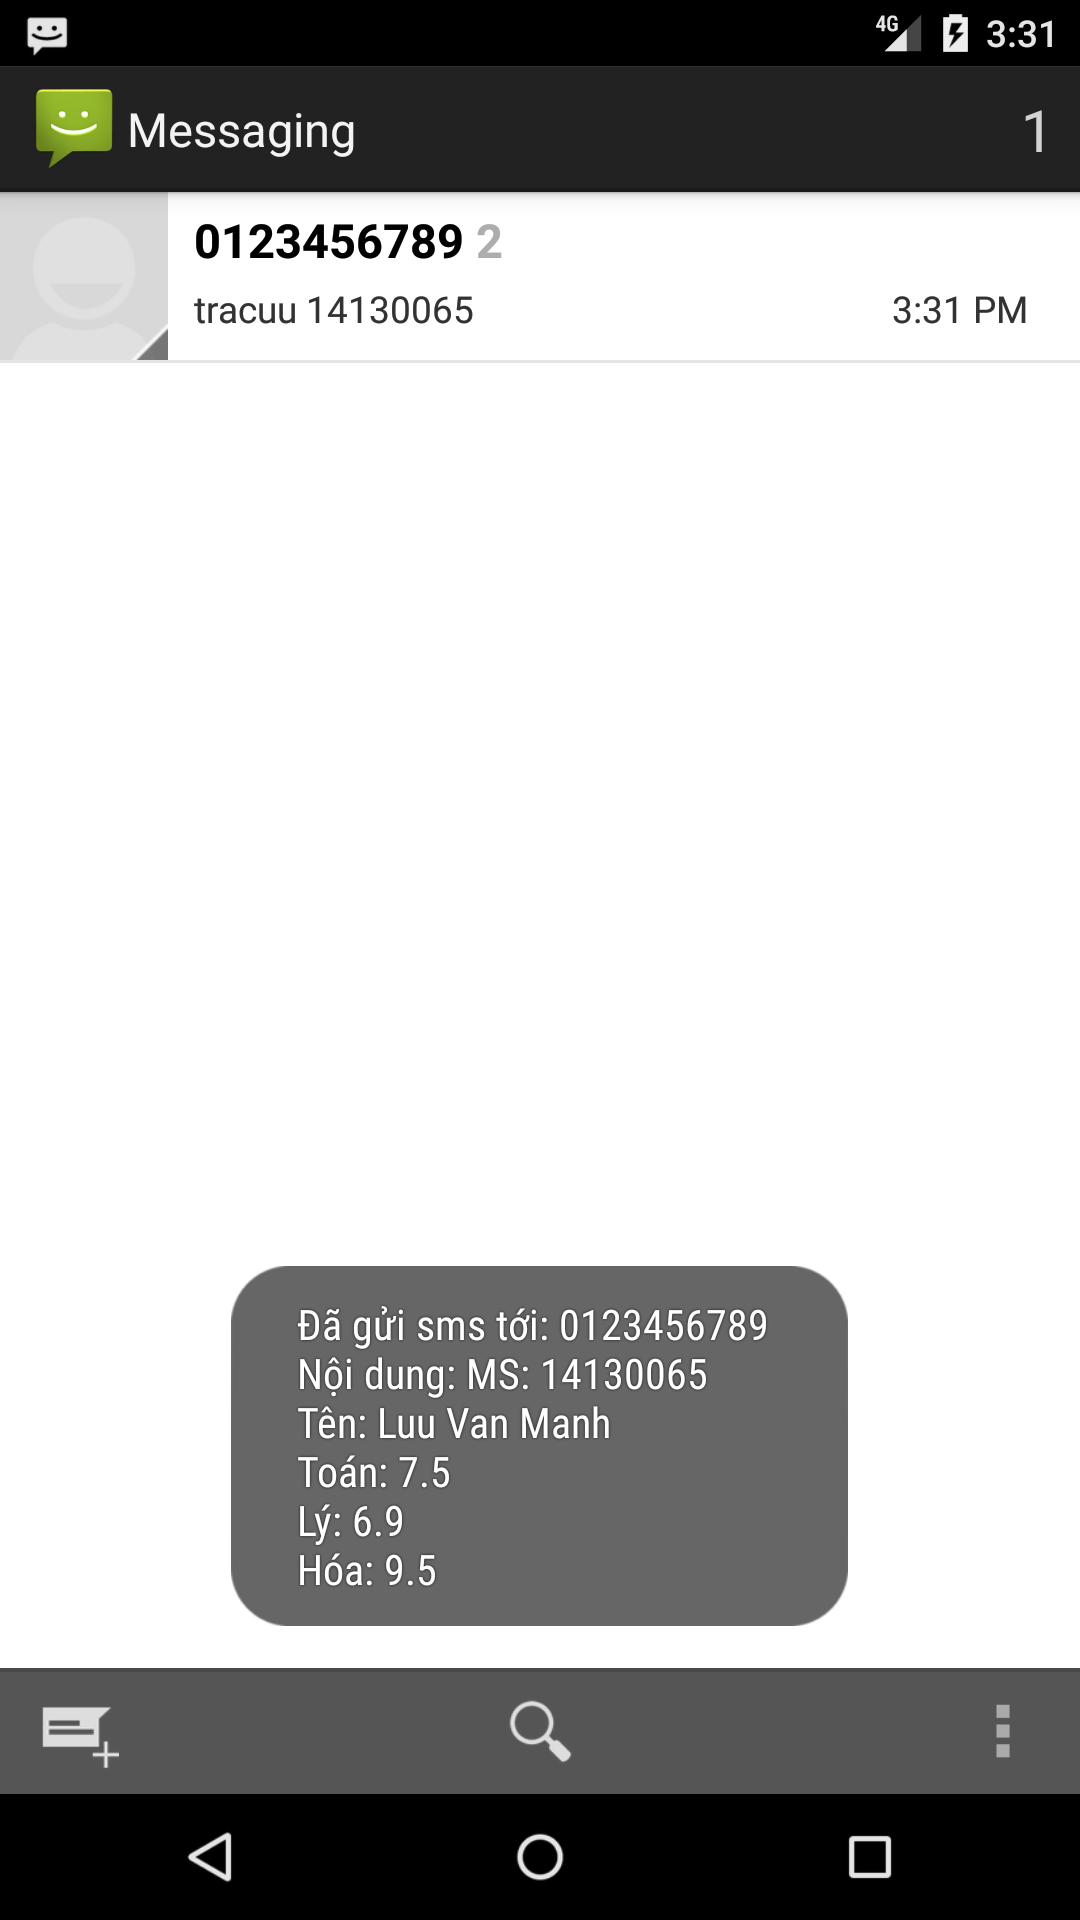 4G 3:31
Messaging 1
0123456789 2
tracuu 14130065 3:31 PM
Đã gửi sms tới: 0123456789
Nội dung: MS: 14130065
Tên: Luu Van Manh
Toán: 7.5
Lý: 6.9
Hóa: 9.5